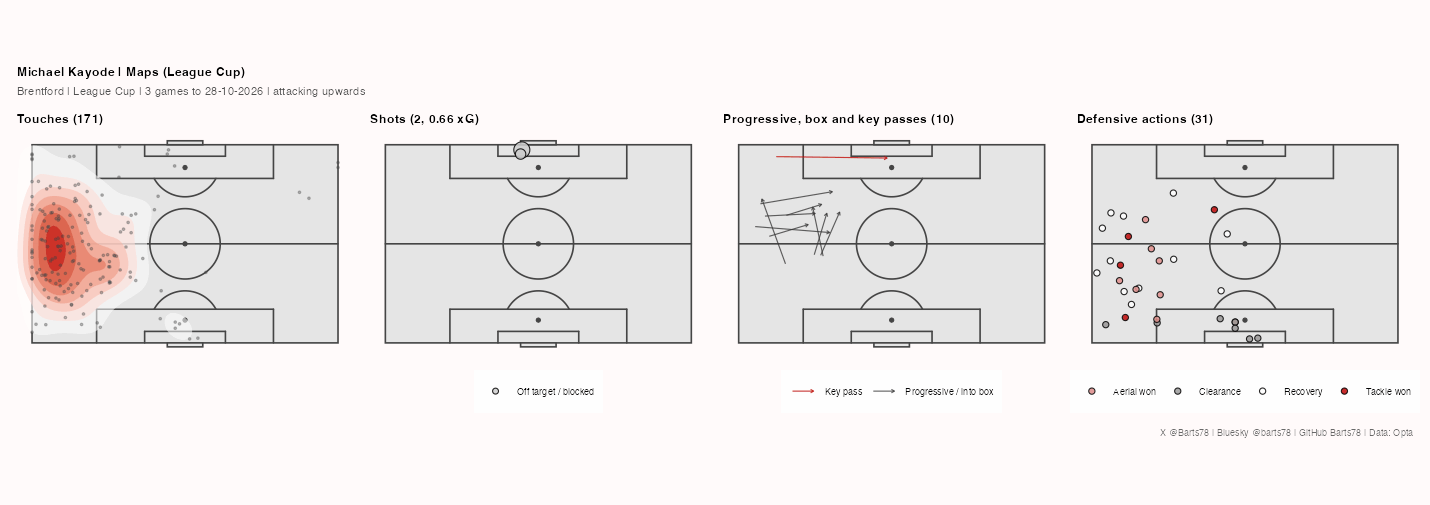 Michael Kayode | Maps (League Cup)
Brentford | League Cup | 3 games to 28-10-2026 | attacking upwards
Touches (171)
Shots (2, 0.66 xG)
Progressive, box and key passes (10)
Defensive actions (31)
Off target / blocked
Key pass
Progressive / into box
Aerial won
Clearance
Recovery
Tackle won
X @Barts78 | Bluesky @barts78 | GitHub Barts78 | Data: Opta